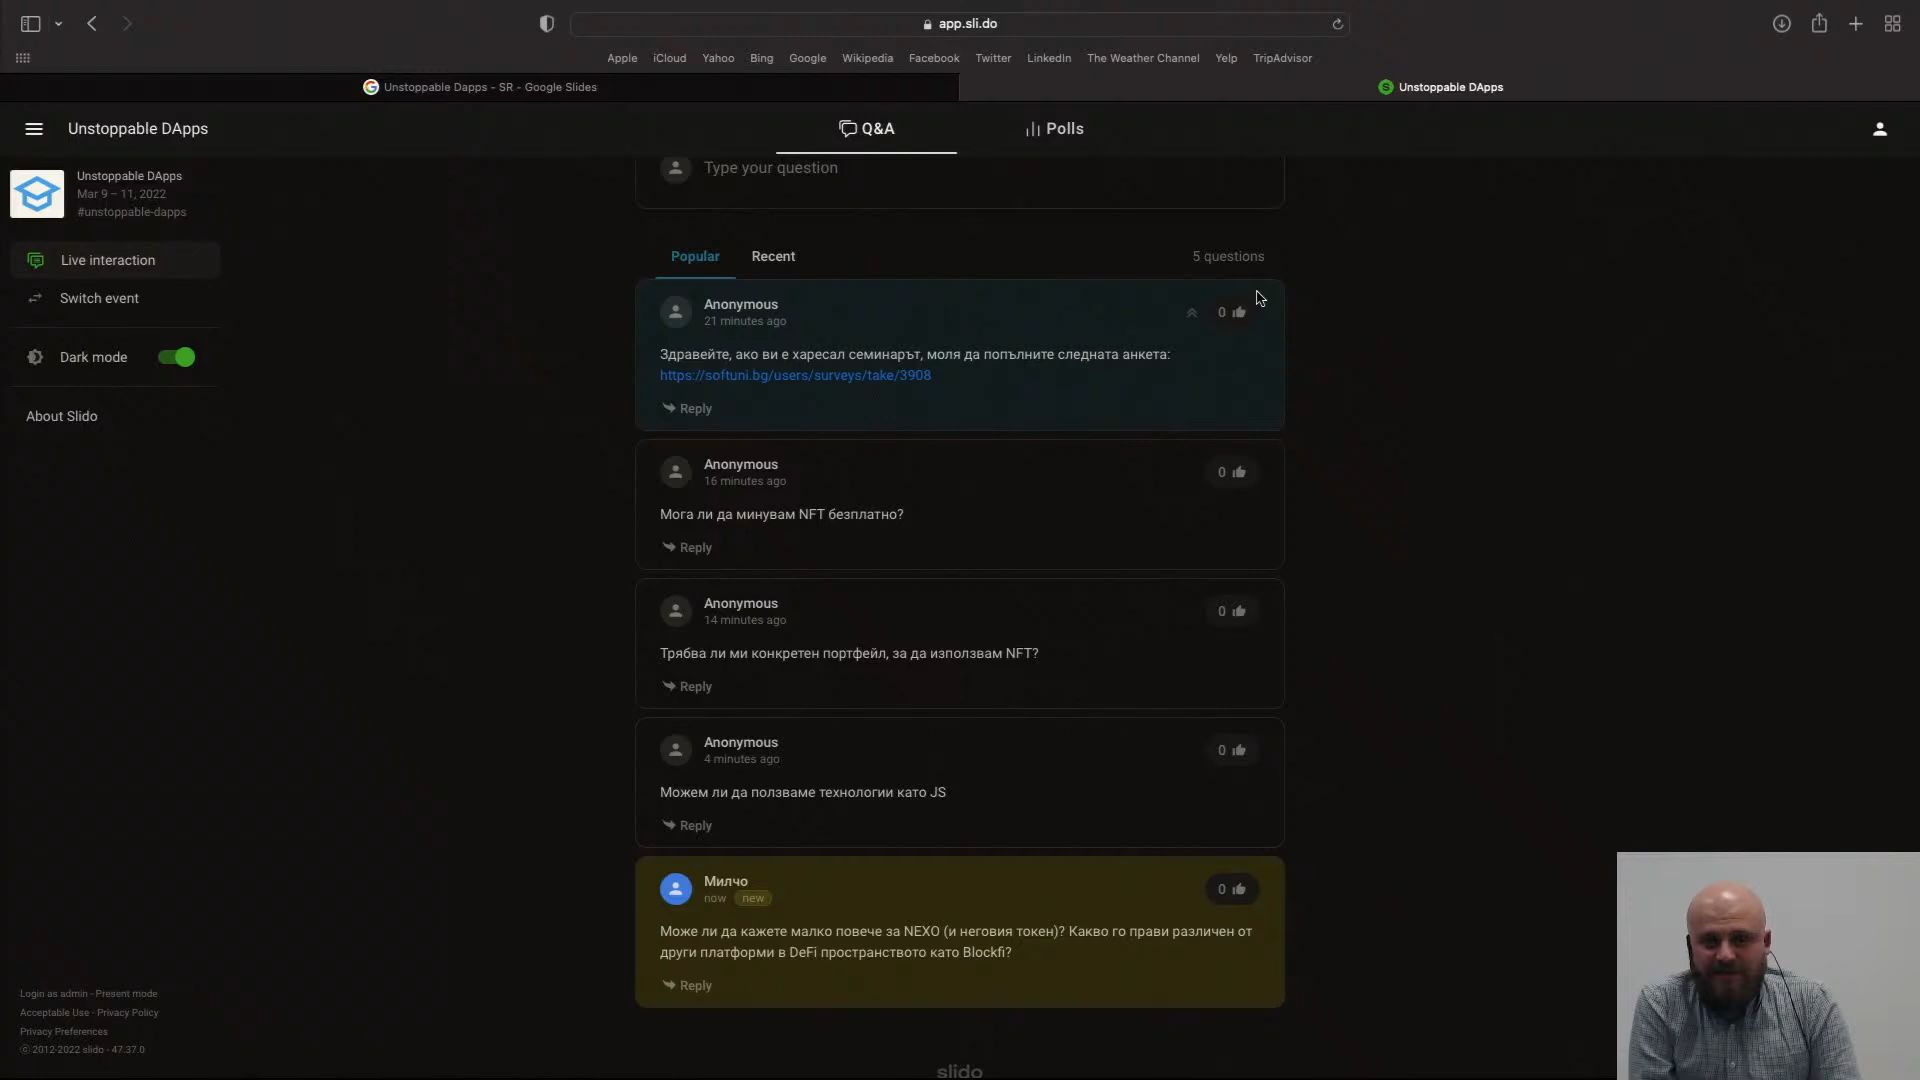 app.sli.do
Apple iCloud Yahoo Bing Google Wikipedia Facebook Twitter LinkedIn The Weather Channel Yelp TripAdvisor
Unstoppable Dapps - SR - Google Slides
Unstoppable DApps
Unstoppable DApps
Q&A
Polls
Unstoppable DApps
Mar 9 – 11, 2022
#unstoppable-dapps
Live interaction
Switch event
Dark mode
About Slido
Login as admin - Present mode
Acceptable Use - Privacy Policy
Privacy Preferences
© 2012-2022 slido - 47.37.0
Type your question
Popular Recent 5 questions
Anonymous
21 minutes ago
0
Здравейте, ако ви е харесал семинарът, моля да попълните следната анкета:
https://softuni.bg/users/surveys/take/3908
Reply
Anonymous
16 minutes ago
0
Мога ли да минувам NFT безплатно?
Reply
Anonymous
14 minutes ago
0
Трябва ли ми конкретен портфейл, за да използвам NFT?
Reply
Anonymous
4 minutes ago
0
Можем ли да ползваме технологии като JS
Reply
Милчо
now new
0
Може ли да кажете малко повече за NEXO (и неговия токен)? Какво го прави различен от
други платформи в DeFi пространството като Blockfi?
Reply
slido